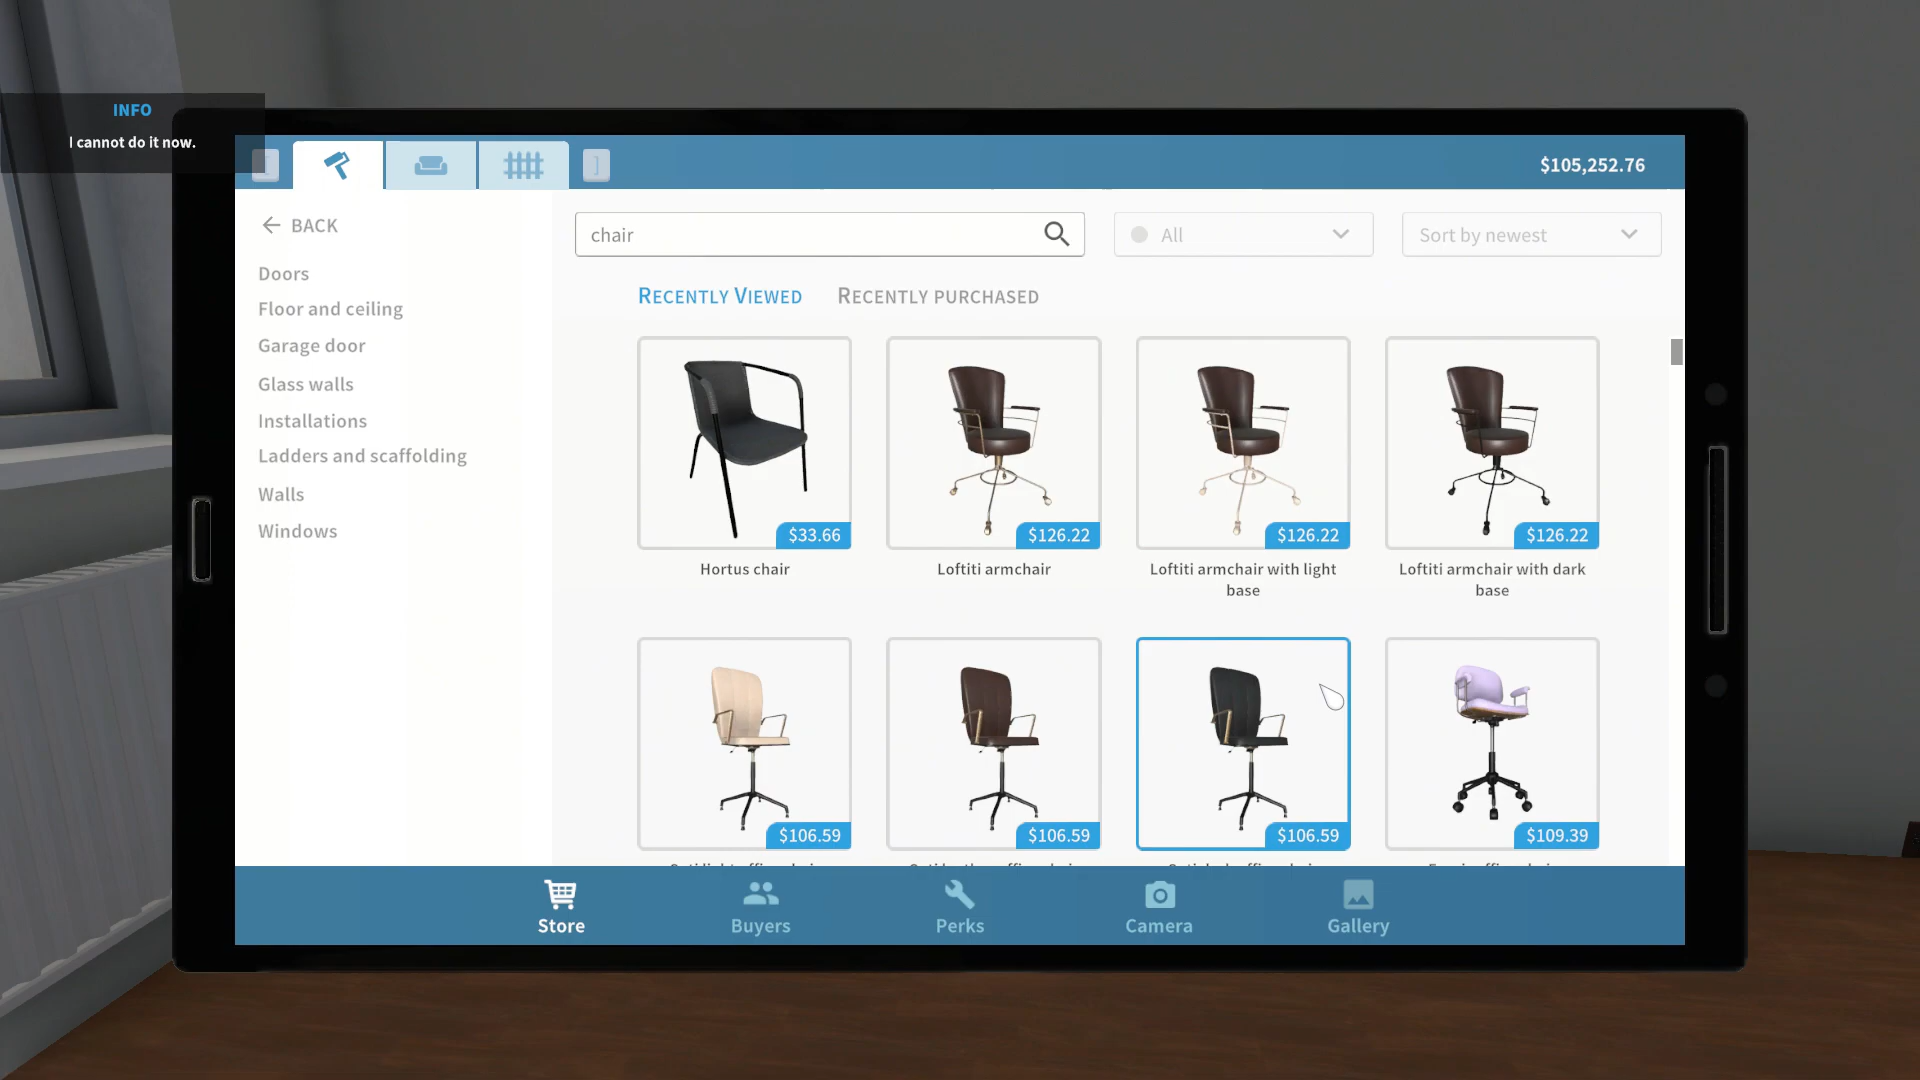 INFO
I cannot do it now.
[
]
$105,252.76
BACK
Doors
Floor and ceiling
Garage door
Glass walls
Installations
Ladders and scaffolding
Walls
Windows
chair
All
Sort by newest
RECENTLY VIEWED
RECENTLY PURCHASED
$33.66
$126.22
$126.22
$126.22
Hortus chair
Loftiti armchair
Loftiti armchair with light
base
Loftiti armchair with dark
base
$106.59
$106.59
$106.59
$109.39
Store
Buyers
Perks
Camera
Gallery